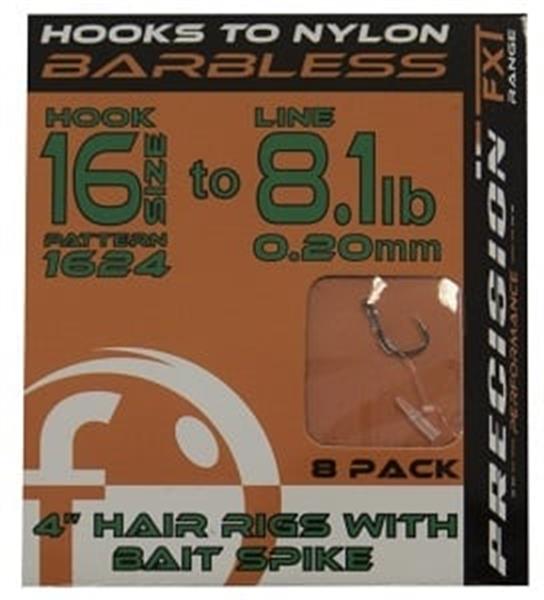 HOOKS TO NYLON
BARBLESS
HOOK
16 SIZE
PATTERN
1624
to
LINE
8.1lb
0.20mm
8 PACK
4" HAIR RIGS WITH
BAIT SPIKE
FXT
RANGE
PRECISION
PERFORMANCE
f